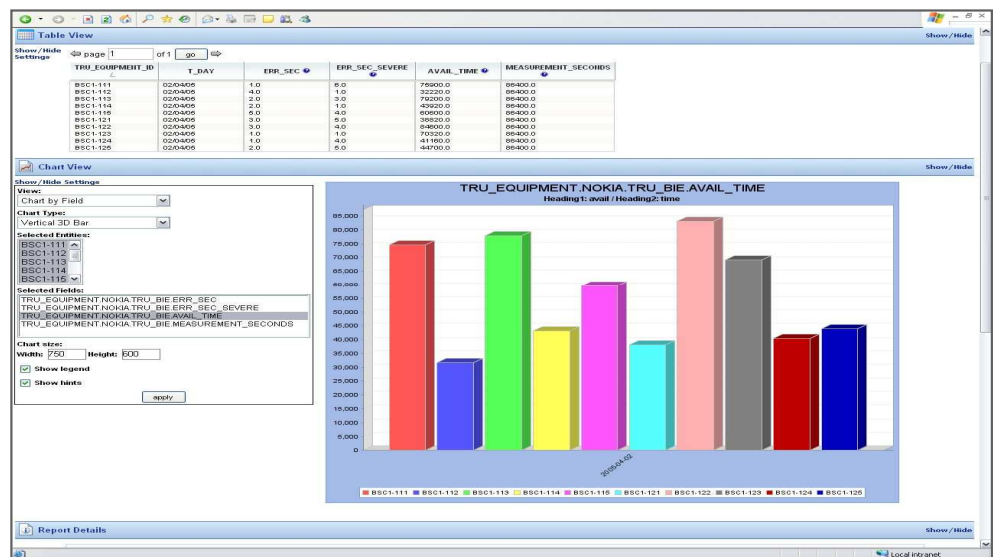 Table View
Show/Hide
Show/Hide Settings
page 1 of 1 go
TRU_EQUIPMENT_ID T_DAY ERR_SEC ERR_SEC_SEVERE AVAIL_TIME MEASUREMENT_SECONDS
BSC1-111 02/04/05 1.0 5.0 75900.0 86400.0
BSC1-112 02/04/05 4.0 1.0 32220.0 86400.0
BSC1-113 02/04/05 2.0 3.0 79200.0 86400.0
BSC1-114 02/04/05 2.0 1.0 43920.0 86400.0
BSC1-115 02/04/05 5.0 4.0 60600.0 86400.0
BSC1-121 02/04/05 3.0 5.0 38820.0 86400.0
BSC1-122 02/04/05 3.0 4.0 84600.0 86400.0
BSC1-123 02/04/05 1.0 1.0 70320.0 86400.0
BSC1-124 02/04/05 1.0 4.0 41160.0 86400.0
BSC1-125 02/04/05 2.0 5.0 44700.0 86400.0
Chart View
Show/Hide
Show/Hide Settings
View:
Chart by Field
Chart Type:
Vertical 3D Bar
Selected Entities:
BSC1-111
BSC1-112
BSC1-113
BSC1-114
BSC1-115
Selected Fields:
TRU_EQUIPMENT.NOKIA.TRU_BIE.ERR_SEC
TRU_EQUIPMENT.NOKIA.TRU_BIE.ERR_SEC_SEVERE
TRU_EQUIPMENT.NOKIA.TRU_BIE.AVAIL_TIME
TRU_EQUIPMENT.NOKIA.TRU_BIE.MEASUREMENT_SECONDS
Chart size:
Width: 750 Height: 600
Show legend
Show hints
apply
TRU_EQUIPMENT.NOKIA.TRU_BIE.AVAIL_TIME
Heading1: avail / Heading2: time
85,000
80,000
75,000
70,000
65,000
60,000
55,000
50,000
45,000
40,000
35,000
30,000
25,000
20,000
15,000
10,000
5,000
0
2005-04-02
BSC1-111 BSC1-112 BSC1-113 BSC1-114 BSC1-115 BSC1-121 BSC1-122 BSC1-123 BSC1-124 BSC1-125
Report Details
Show/Hide
Local intranet